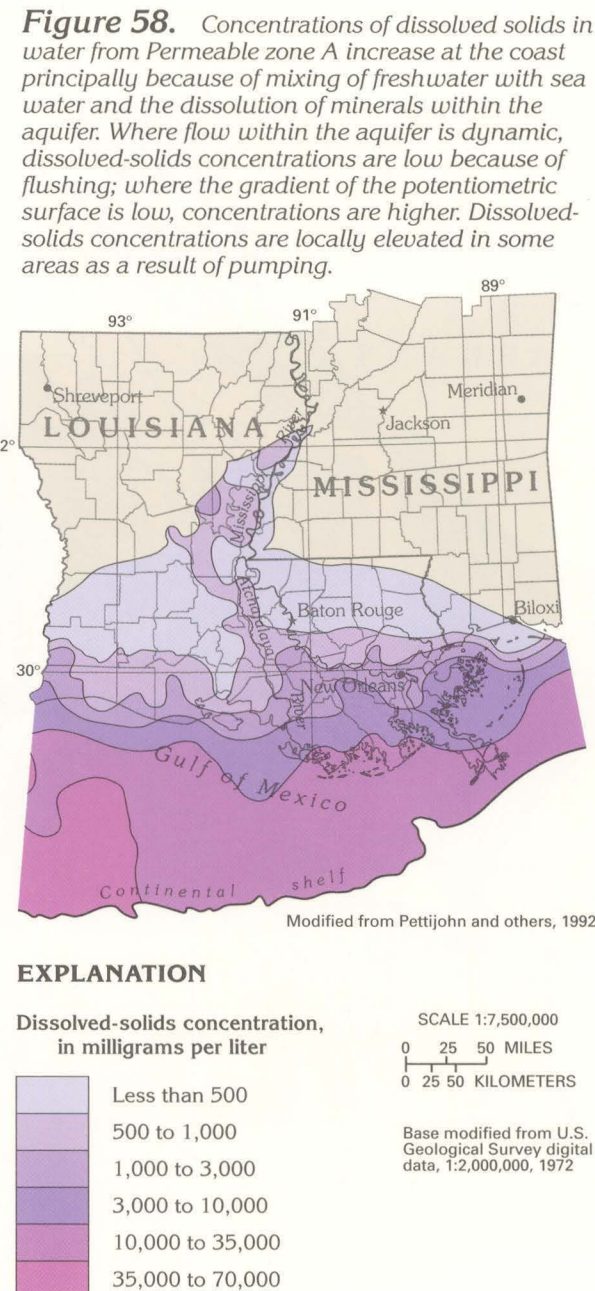 Figure 58. Concentrations of dissolved solids in
water from Permeable zone A increase at the coast
principally because of mixing of freshwater with sea
water and the dissolution of minerals within the
aquifer. Where flow within the aquifer is dynamic,
dissolved-solids concentrations are low because of
flushing; where the gradient of the potentiometric
surface is low, concentrations are higher. Dissolved-
solids concentrations are locally elevated in some
areas as a result of pumping.
89°
91°
93°
Shreveport
Meridian
Jackson
LOUISIANA
2°
MISSISSIPPI
Mississippi River
Atchafalaya River
Baton Rouge
Biloxi
30°
New Orleans
Gulf of Mexico
Continental shelf
Modified from Pettijohn and others, 1992
EXPLANATION
Dissolved-solids concentration,
in milligrams per liter
Less than 500
500 to 1,000
1,000 to 3,000
3,000 to 10,000
10,000 to 35,000
35,000 to 70,000
SCALE 1:7,500,000
0 25 50 MILES
0 25 50 KILOMETERS
Base modified from U.S.
Geological Survey digital
data, 1:2,000,000, 1972